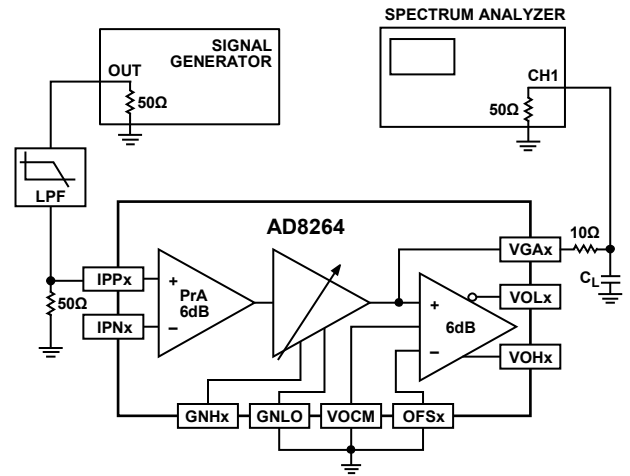 SPECTRUM ANALYZER
SIGNAL
GENERATOR
OUT
50Ω
CH1
50Ω
LPF
AD8264
10Ω
VGAx
IPPx
+
PrA
6dB
−
50Ω
IPNx
CL
VOLx
+
6dB
−
VOHx
GNHx
GNLO
VOCM
OFSx